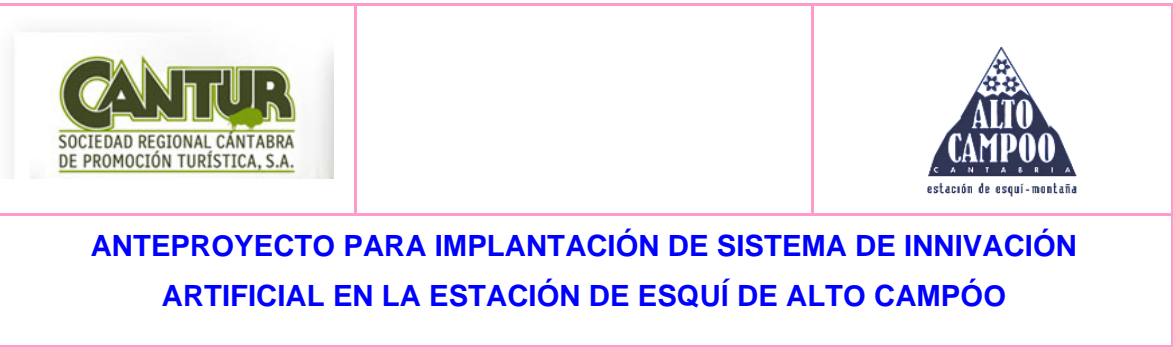 CANTUR
SOCIEDAD REGIONAL CÁNTABRA
DE PROMOCIÓN TURÍSTICA, S.A.
ALTO
CAMPOO
CANTABRIA
estación de esquí-montaña
ANTEPROYECTO PARA IMPLANTACIÓN DE SISTEMA DE INNIVACIÓN
ARTIFICIAL EN LA ESTACIÓN DE ESQUÍ DE ALTO CAMPÓO